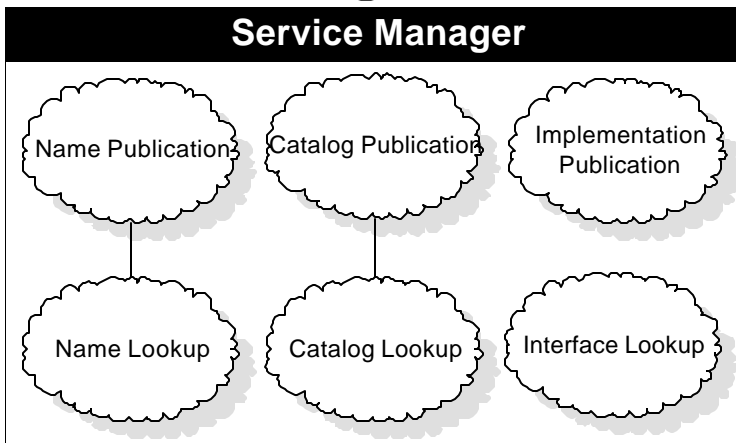 Service Manager
Name Publication
Catalog Publication
Implementation
Publication
Name Lookup
Catalog Lookup
Interface Lookup